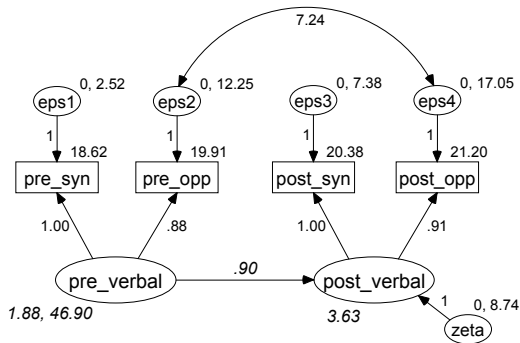 7.24
0, 2.52
0, 12.25
0, 7.38
0, 17.05
eps1
eps2
eps3
eps4
1
1
1
1
18.62
19.91
20.38
21.20
pre_syn
pre_opp
post_syn
post_opp
1.00
.88
1.00
.91
pre_verbal
.90
post_verbal
1.88, 46.90
3.63
1
0, 8.74
zeta